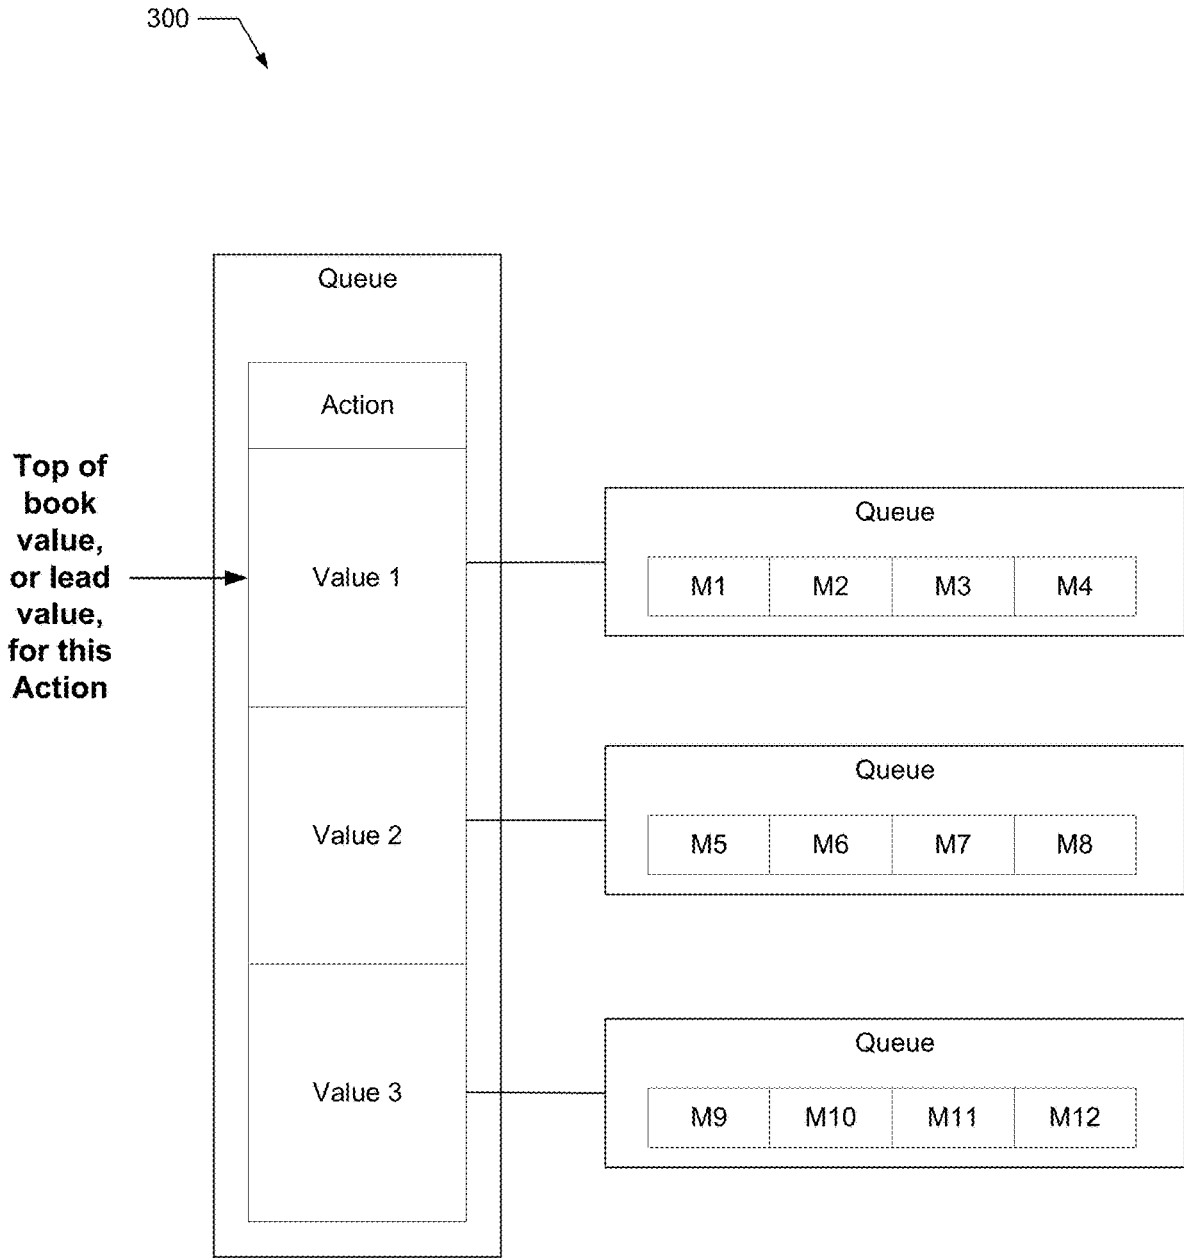 300
Queue
Action
Top of
book
value,
or lead
value,
for this
Action
Value 1
Queue
M1 M2 M3 M4
Value 2
Queue
M5 M6 M7 M8
Value 3
Queue
M9 M10 M11 M12